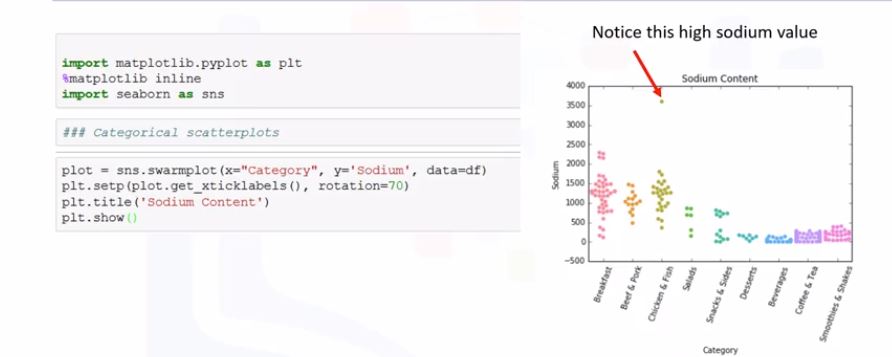 import matplotlib.pyplot as plt
%matplotlib inline
import seaborn as sns
### Categorical scatterplots
plot = sns.swarmplot(x="Category", y='Sodium', data=df)
plt.setp(plot.get_xticklabels(), rotation=70)
plt.title('Sodium Content')
plt.show()
Notice this high sodium value
Sodium Content
4000
3500
3000
2500
2000
1500
1000
500
0
−500
Sodium
Breakfast
Beef & Pork
Chicken & Fish
Salads
Snacks & Sides
Desserts
Beverages
Coffee & Tea
Smoothies & Shakes
Category